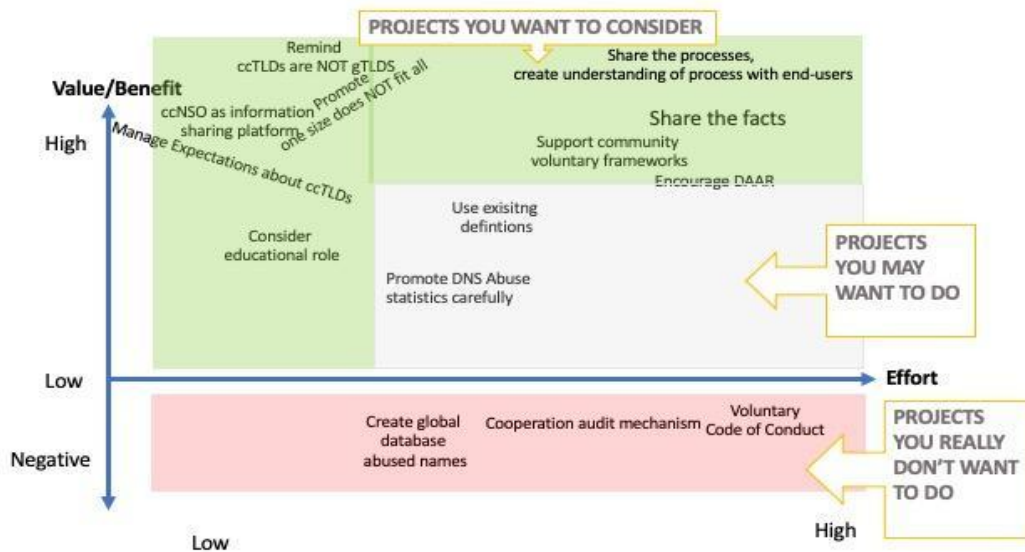 PROJECTS YOU WANT TO CONSIDER
Remind
ccTLDs are NOT gTLDS
Promote
one size does NOT fit all
Share the processes,
create understanding of process with end-users
Value/Benefit
ccNSO as information
sharing platform
High
Manage Expectations about ccTLDs
Share the facts
Support community
voluntary frameworks
Encourage DAAR
Use exisitng
defintions
Consider
educational role
Promote DNS Abuse
statistics carefully
PROJECTS
YOU MAY
WANT TO DO
Low
Effort
Create global
database
abused names
Cooperation audit mechanism
Voluntary
Code of Conduct
PROJECTS
YOU REALLY
DON'T WANT
TO DO
Negative
Low
High